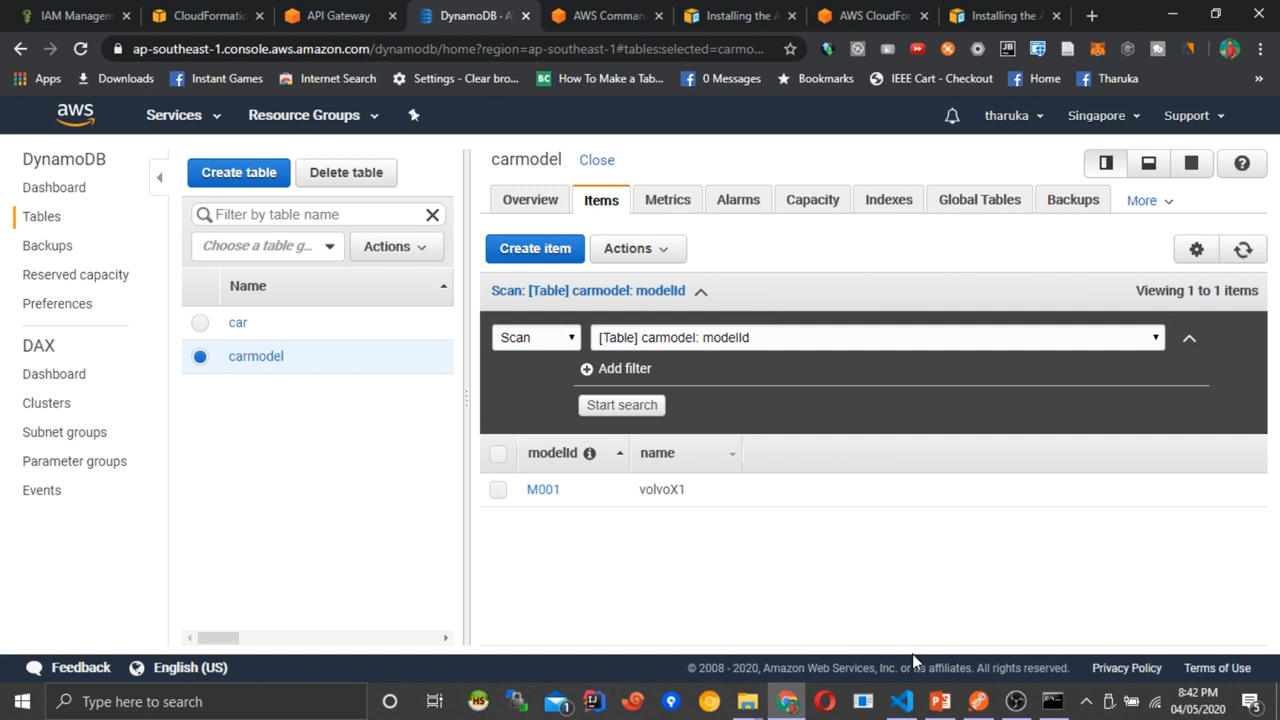 IAM Managem
CloudFormatio
API Gateway
DynamoDB - A
AWS Comman
Installing the A
AWS CloudFor
Installing the A
ap-southeast-1.console.aws.amazon.com/dynamodb/home?region=ap-southeast-1#tables:selected=carmo...
Apps
Downloads
Instant Games
Internet Search
Settings - Clear bro...
BC How To Make a Tab...
0 Messages
Bookmarks
IEEE Cart - Checkout
Home
Tharuka
»
aws
Services
Resource Groups
tharuka
Singapore
Support
DynamoDB
Dashboard
Tables
Backups
Reserved capacity
Preferences
DAX
Dashboard
Clusters
Subnet groups
Parameter groups
Events
Create table
Delete table
Filter by table name
Choose a table g...
Actions
Name
car
carmodel
carmodel Close
Overview
Items
Metrics
Alarms
Capacity
Indexes
Global Tables
Backups
More
Create item
Actions
Scan: [Table] carmodel: modelId
Viewing 1 to 1 items
Scan
[Table] carmodel: modelId
Add filter
Start search
modelId
name
M001
volvoX1
Feedback
English (US)
© 2008 - 2020, Amazon Web Services, Inc. or its affiliates. All rights reserved.
Privacy Policy
Terms of Use
Type here to search
1
8:42 PM
04/05/2020
5